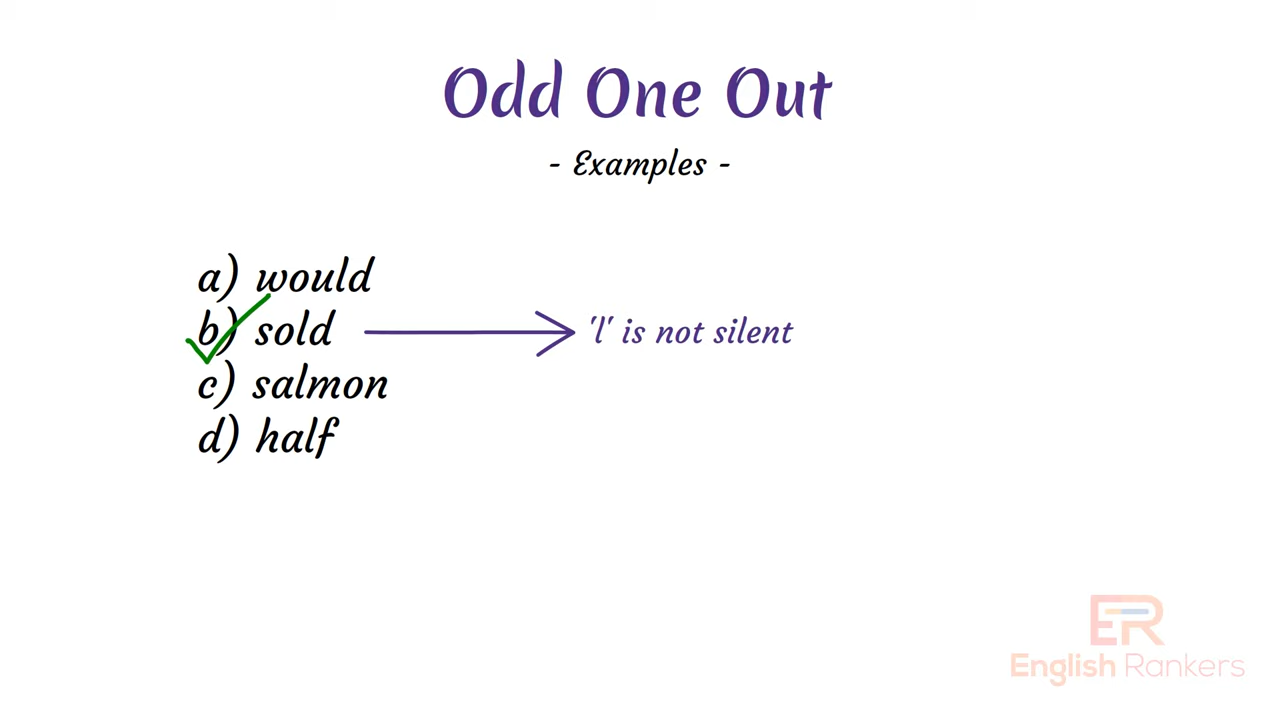 Odd One Out
- Examples -
a) would
b) sold
'l' is not silent
c) salmon
d) half
ER
English Rankers